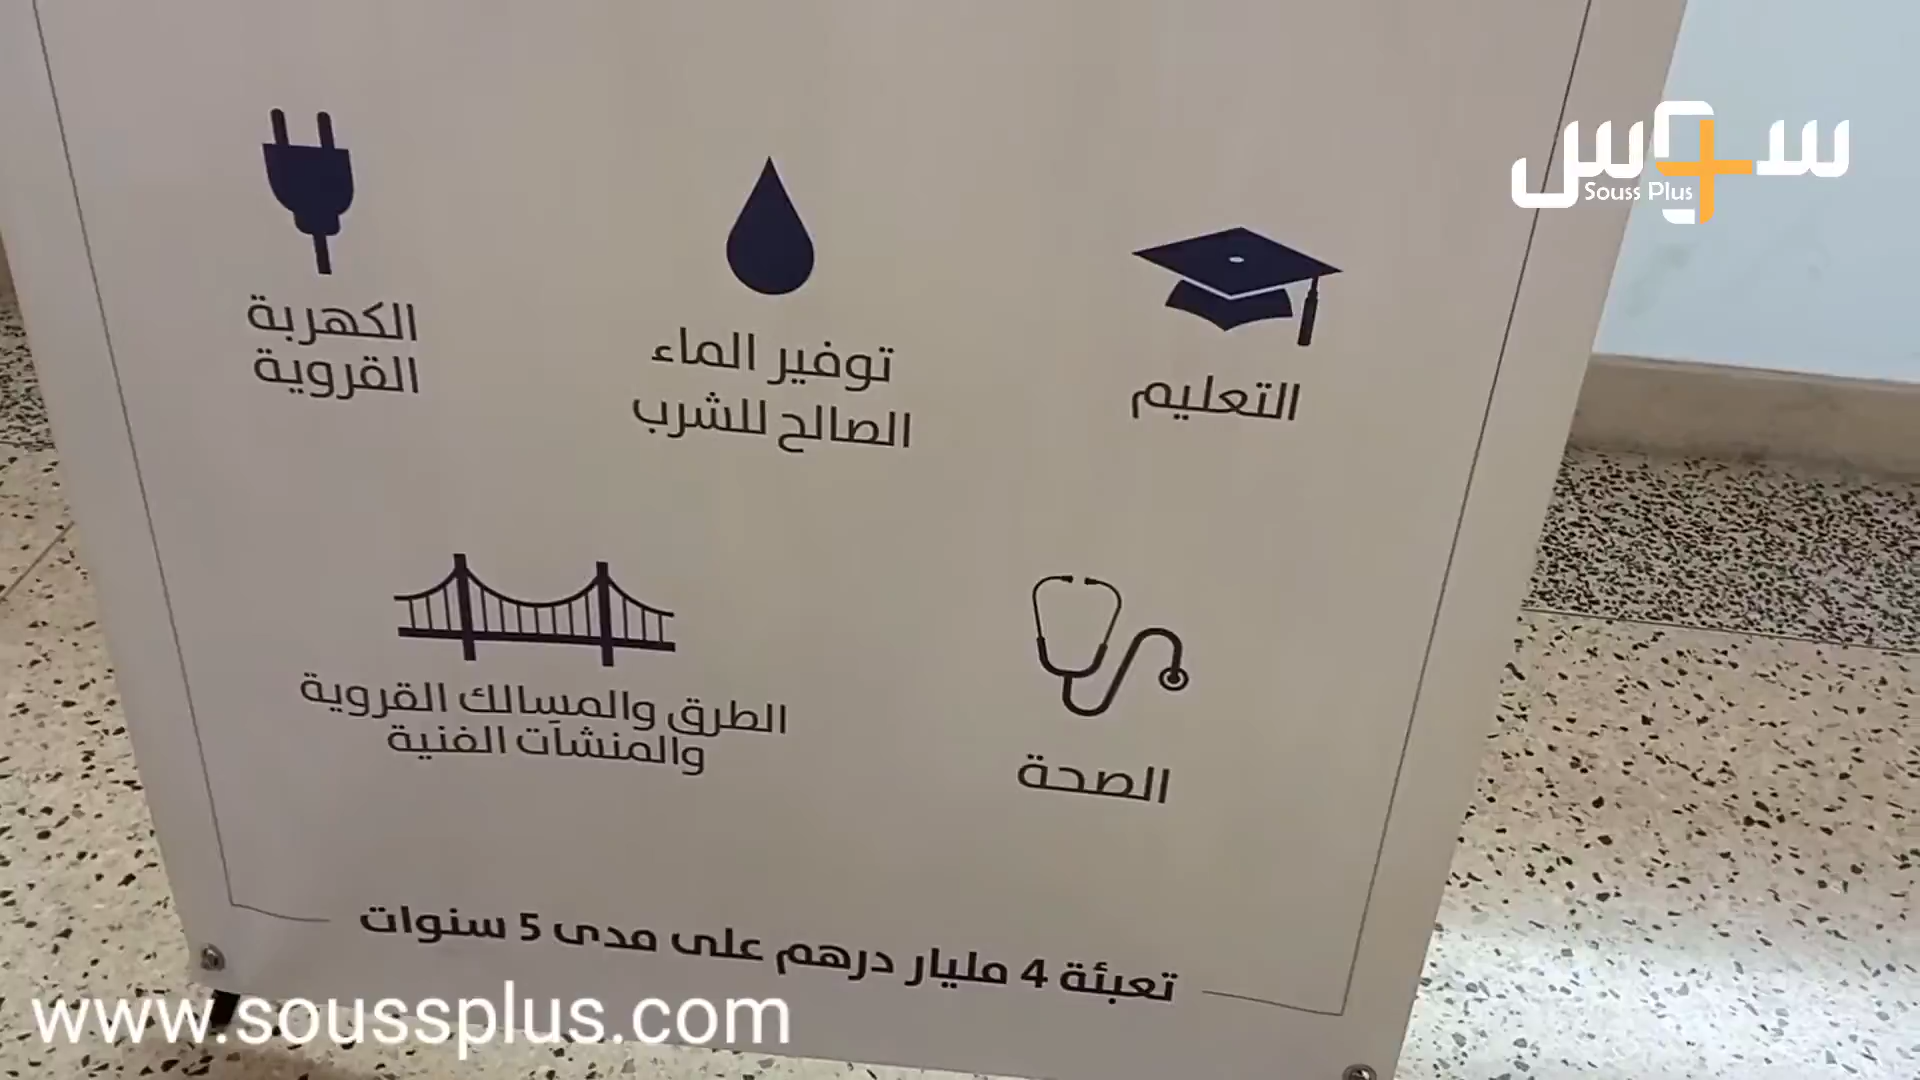 سوس
Souss Plus
التعليم
توفير الماء
الصالح للشرب
الكهربة
القروية
الصحة
الطرق والمسالك القروية
والمنشآت الفنية
تعبئة 4 مليار درهم على مدى 5 سنوات
www.soussplus.com